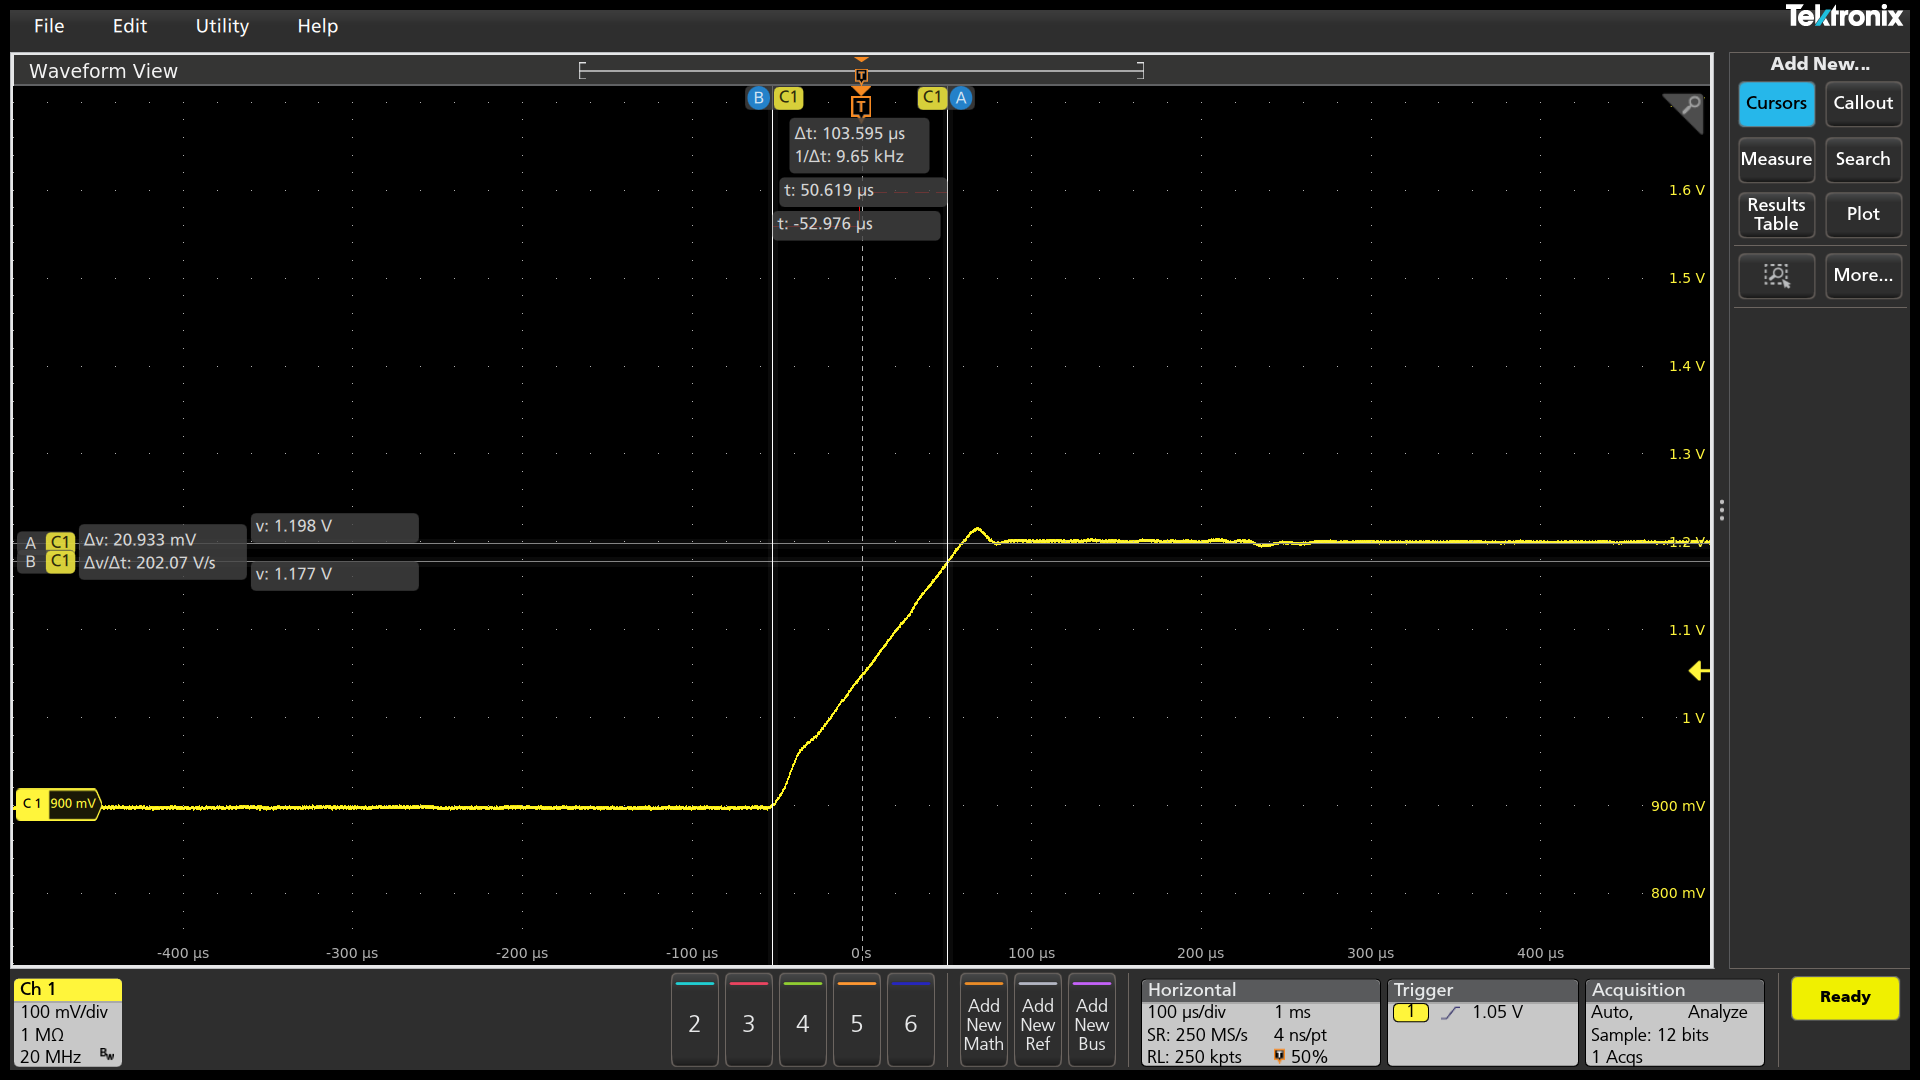 File Edit Utility Help
Tektronix
Waveform View
T
Add New...
B C1 T C1 A
Cursors Callout
Δt: 103.595 µs
1/Δt: 9.65 kHz
Measure Search
t: 50.619 µs
1.6 V
Results Table
Plot
t: -52.976 µs
1.5 V
More...
1.4 V
1.3 V
v: 1.198 V
A C1 Δv: 20.933 mV
1.2 V
B C1 Δv/Δt: 202.07 V/s
v: 1.177 V
1.1 V
1 V
C 1 900 mV
900 mV
800 mV
-400 µs -300 µs -200 µs -100 µs 0 s 100 µs 200 µs 300 µs 400 µs
Ch 1
100 mV/div
1 MΩ
20 MHz BW
2 3 4 5 6
Add New Math
Add New Ref
Add New Bus
Horizontal
100 µs/div 1 ms
SR: 250 MS/s 4 ns/pt
RL: 250 kpts T 50%
Trigger
1 1.05 V
Acquisition
Auto, Analyze
Sample: 12 bits
1 Acqs
Ready